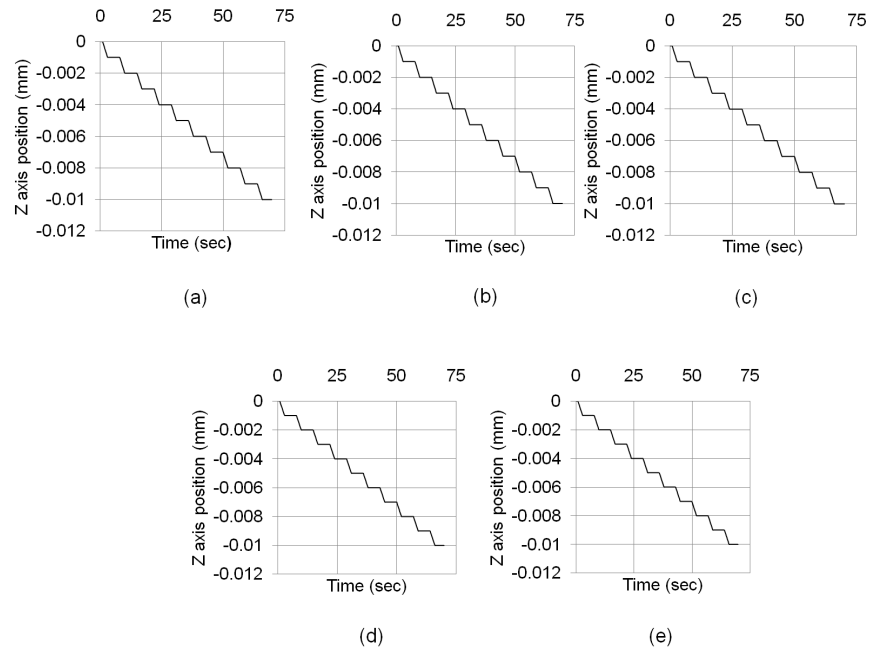 0 25 50 75
0
-0.002
-0.004
-0.006
-0.008
-0.01
-0.012
Z axis position (mm)
Time (sec)
(a)
0 25 50 75
0
-0.002
-0.004
-0.006
-0.008
-0.01
-0.012
Z axis position (mm)
Time (sec)
(b)
0 25 50 75
0
-0.002
-0.004
-0.006
-0.008
-0.01
-0.012
Z axis position (mm)
Time (sec)
(c)
0 25 50 75
0
-0.002
-0.004
-0.006
-0.008
-0.01
-0.012
Z axis position (mm)
Time (sec)
(d)
0 25 50 75
0
-0.002
-0.004
-0.006
-0.008
-0.01
-0.012
Z axis position (mm)
Time (sec)
(e)